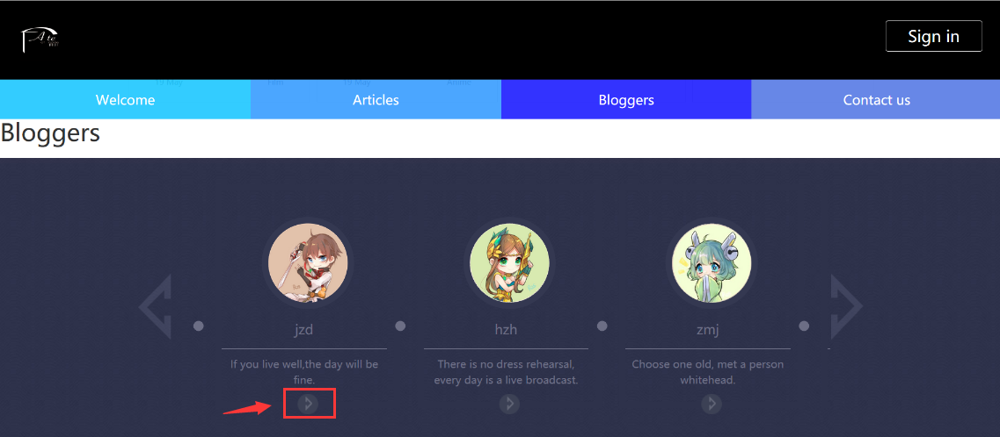 Sign in
Welcome
Articles
Bloggers
Contact us
Bloggers
jzd
hzh
zmj
If you live well,the day will be
fine.
There is no dress rehearsal,
every day is a live broadcast.
Choose one old, met a person
whitehead.